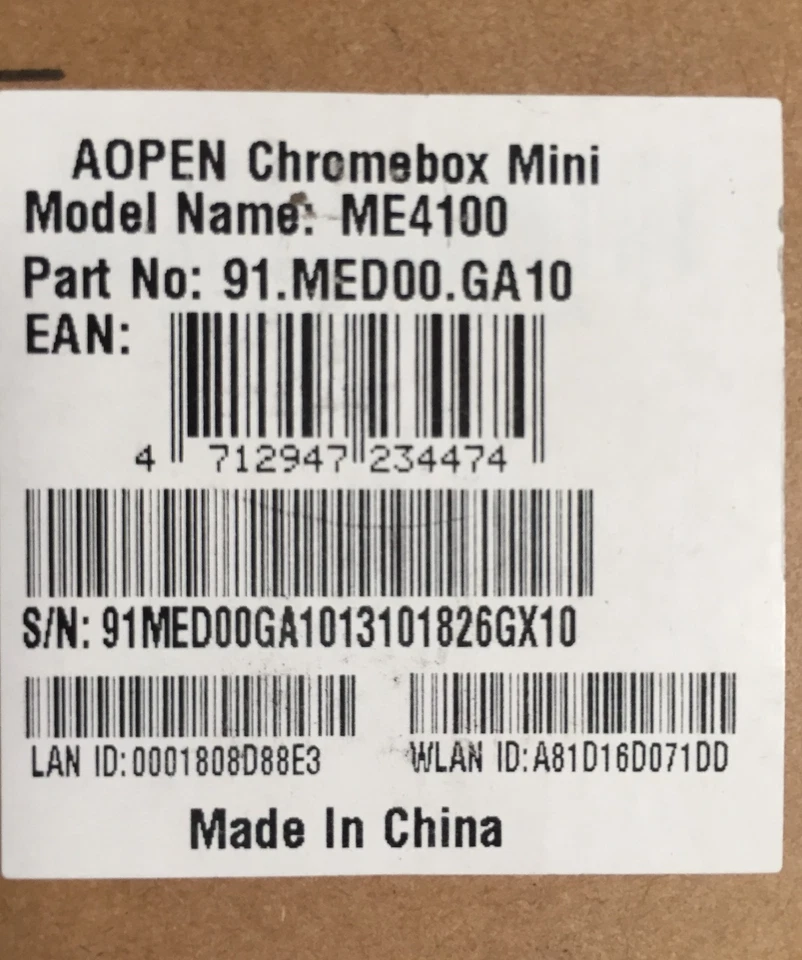 AOPEN Chromebox Mini
Model Name: ME4100
Part No: 91.MED00.GA10
EAN:
4 712947 234474
S/N: 91MED00GA1013101826GX10
LAN ID:0001808D88E3
WLAN ID:A81D16D071DD
Made In China